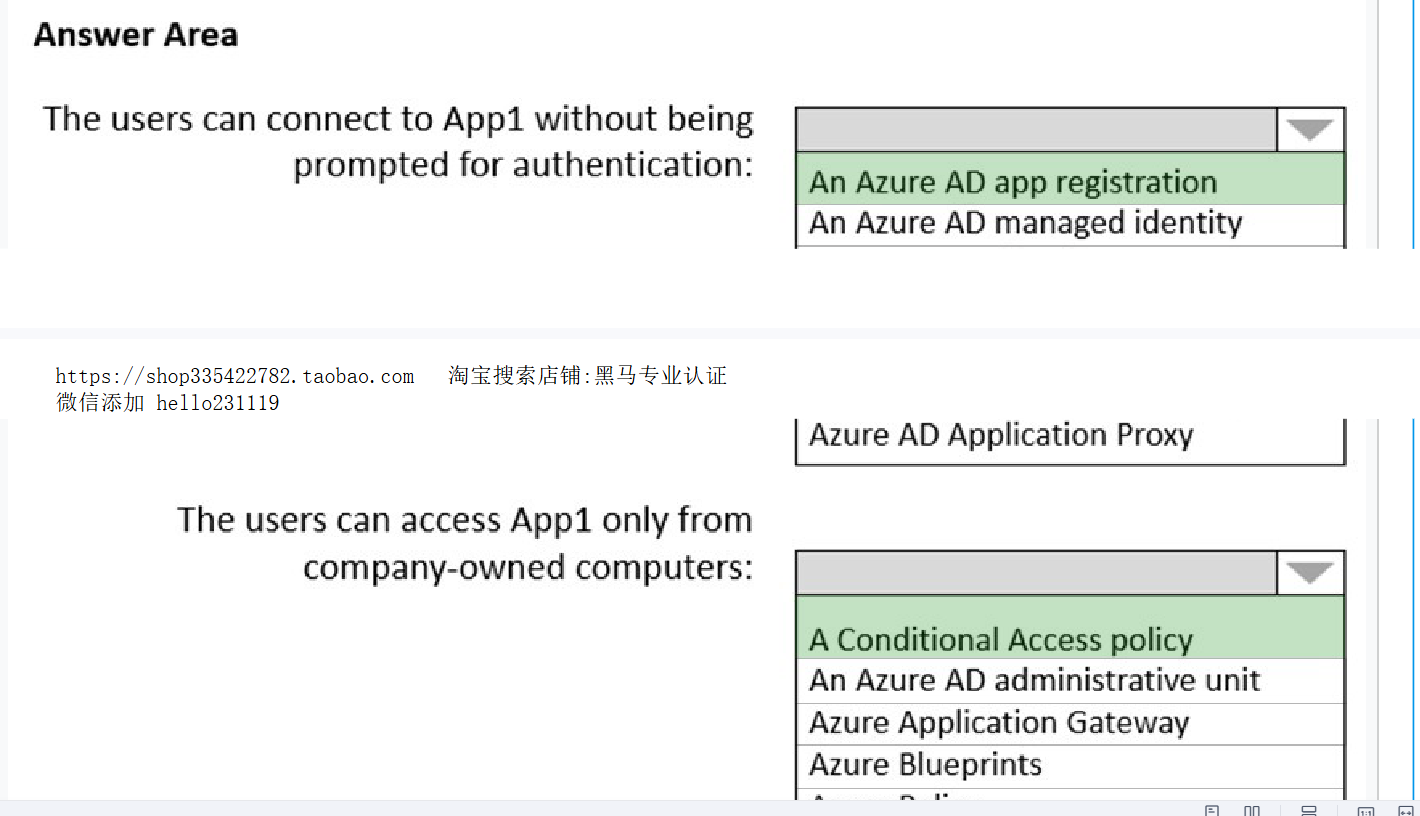 Answer Area
The users can connect to App1 without being
prompted for authentication:
An Azure AD app registration
An Azure AD managed identity
https://shop335422782.taobao.com 淘宝搜索店铺:黑马专业认证
微信添加 hello231119
Azure AD Application Proxy
The users can access App1 only from
company-owned computers:
A Conditional Access policy
An Azure AD administrative unit
Azure Application Gateway
Azure Blueprints
1:1